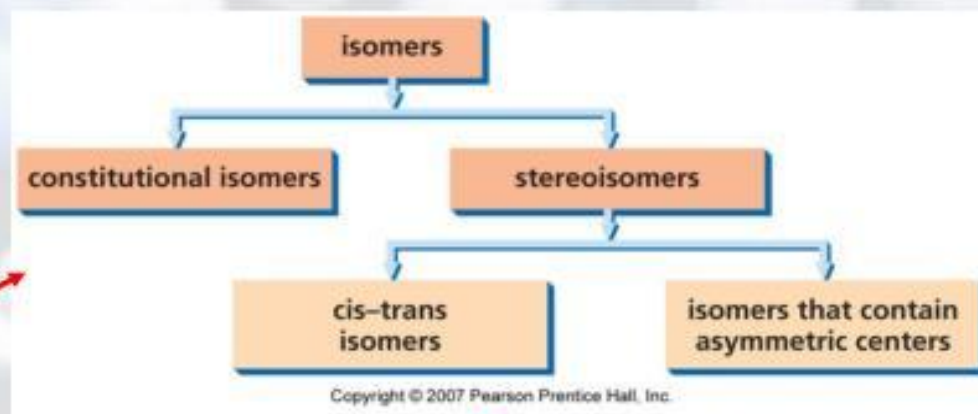 isomers
constitutional isomers
stereoisomers
cis–trans
isomers
isomers that contain
asymmetric centers
Copyright © 2007 Pearson Prentice Hall, Inc.